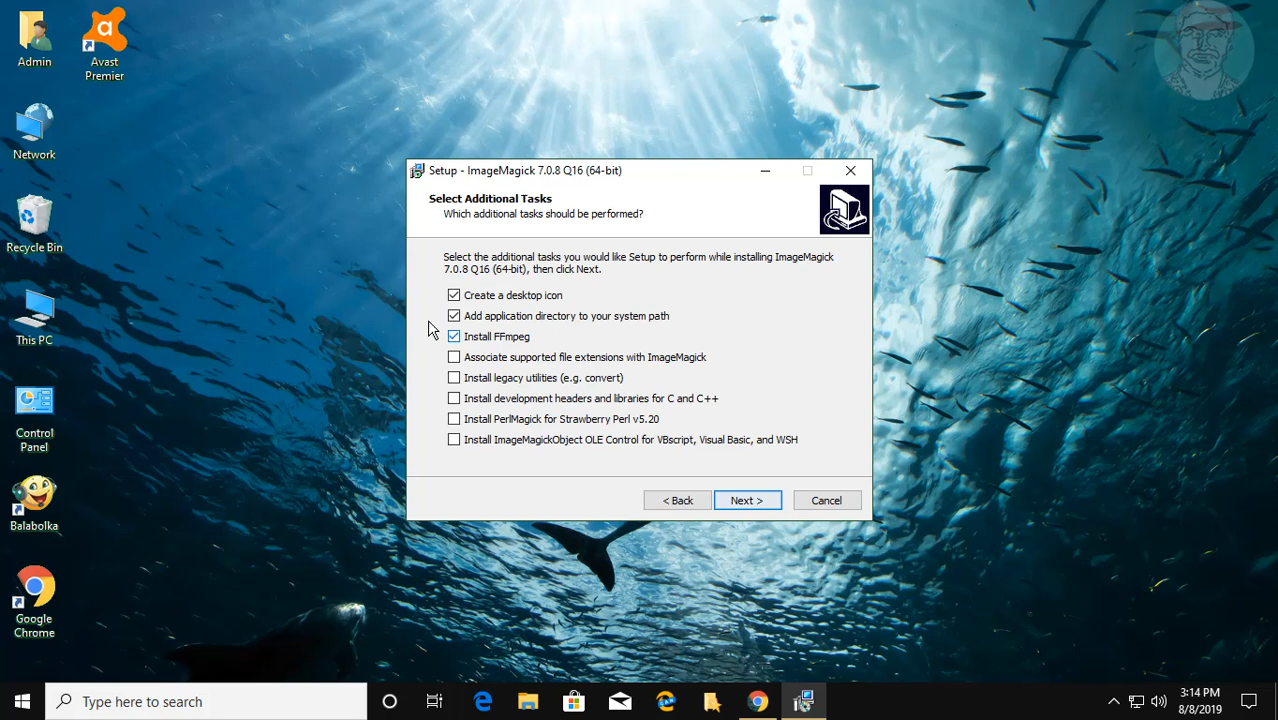 Admin
Avast
Premier
Network
Recycle Bin
This PC
Control
Panel
Balabolka
Google
Chrome
Setup - ImageMagick 7.0.8 Q16 (64-bit)
Select Additional Tasks
Which additional tasks should be performed?
Select the additional tasks you would like Setup to perform while installing ImageMagick
7.0.8 Q16 (64-bit), then click Next.
Create a desktop icon
Add application directory to your system path
Install FFmpeg
Associate supported file extensions with ImageMagick
Install legacy utilities (e.g. convert)
Install development headers and libraries for C and C++
Install PerlMagick for Strawberry Perl v5.20
Install ImageMagickObject OLE Control for VBscript, Visual Basic, and WSH
< Back Next > Cancel
Type here to search
3:14 PM
8/8/2019